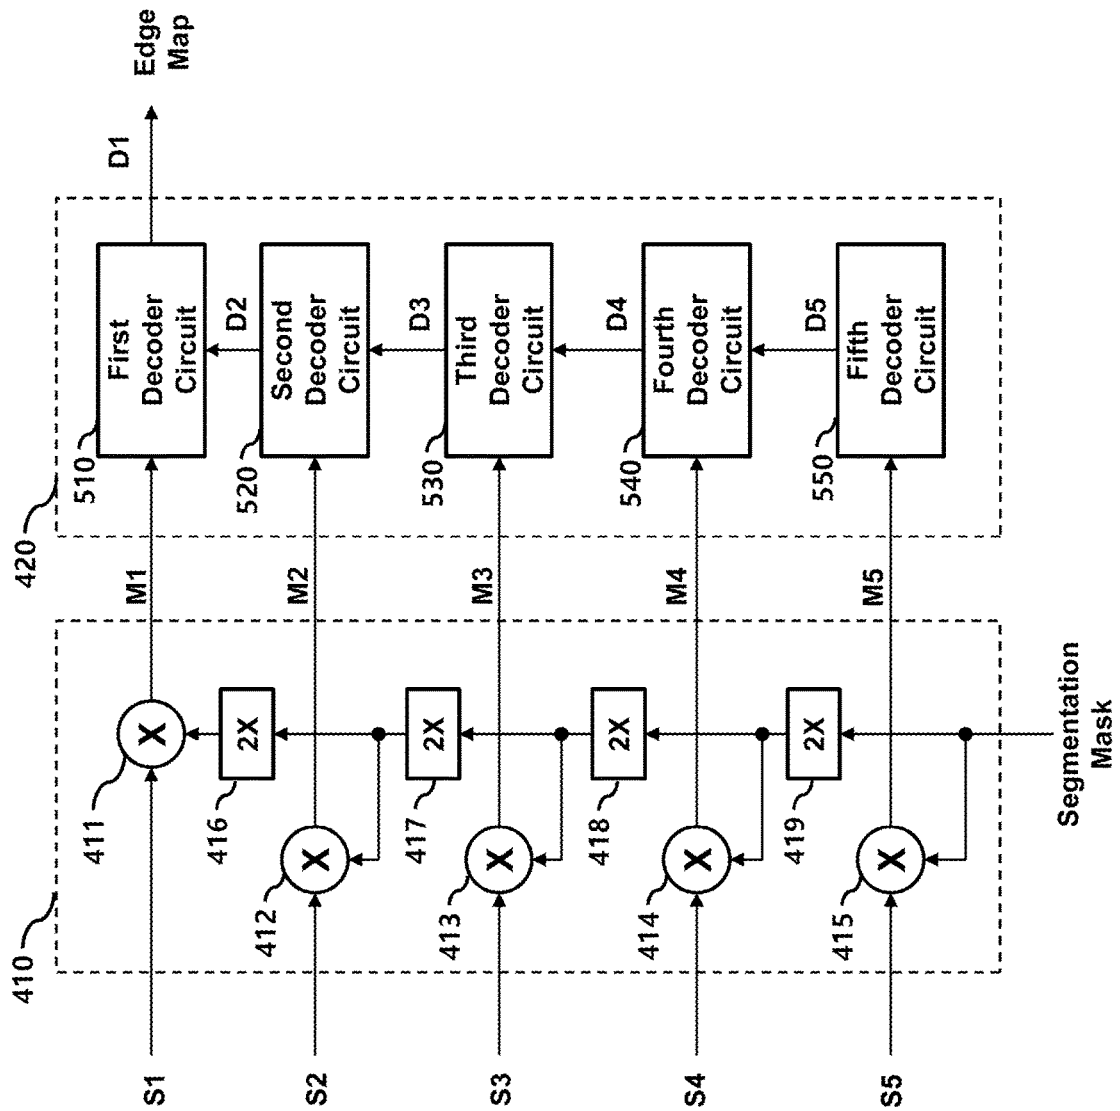 Edge
Map
D1
420
510
First
Decoder
Circuit
D2
520
Second
Decoder
Circuit
D3
530
Third
Decoder
Circuit
D4
540
Fourth
Decoder
Circuit
D5
550
Fifth
Decoder
Circuit
M1
M2
M3
M4
M5
410
411
X
416
2X
412
X
417
2X
413
X
418
2X
414
X
419
2X
415
X
Segmentation
Mask
S1
S2
S3
S4
S5